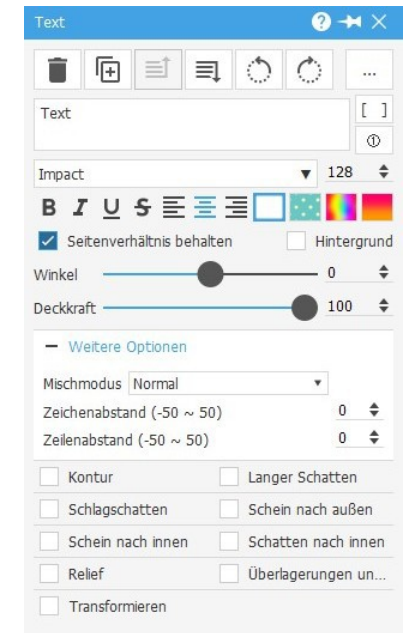 Text
?
...
Text
[ ]
①
Impact 128
B I U S
Seitenverhältnis behalten Hintergrund
Winkel 0
Deckkraft 100
Weitere Optionen
Mischmodus Normal
Zeichenabstand (-50 ~ 50) 0
Zeilenabstand (-50 ~ 50) 0
Kontur Langer Schatten
Schlagschatten Schein nach außen
Schein nach innen Schatten nach innen
Relief Überlagerungen un...
Transformieren